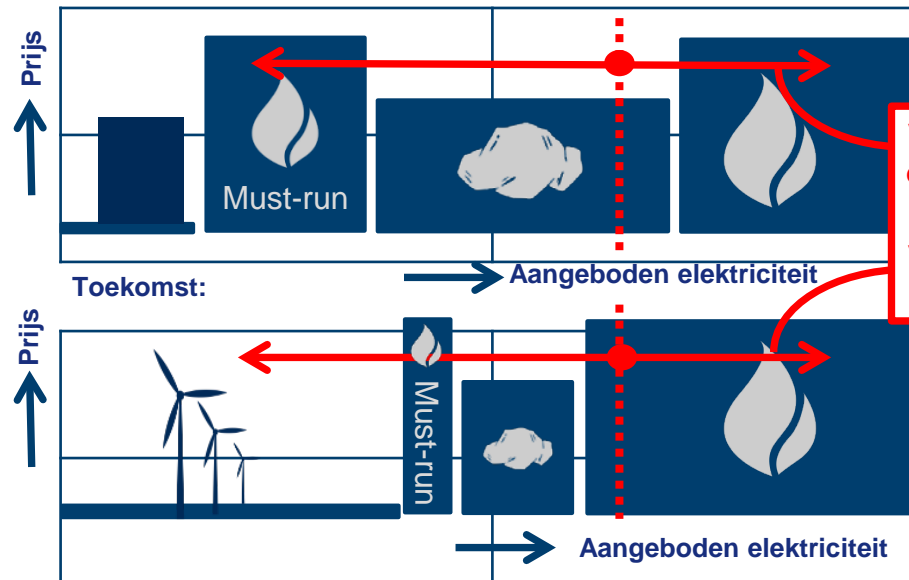 Prijs
Must-run
Aangeboden elektriciteit
Toekomst:
Prijs
Must-run
Aangeboden elektriciteit